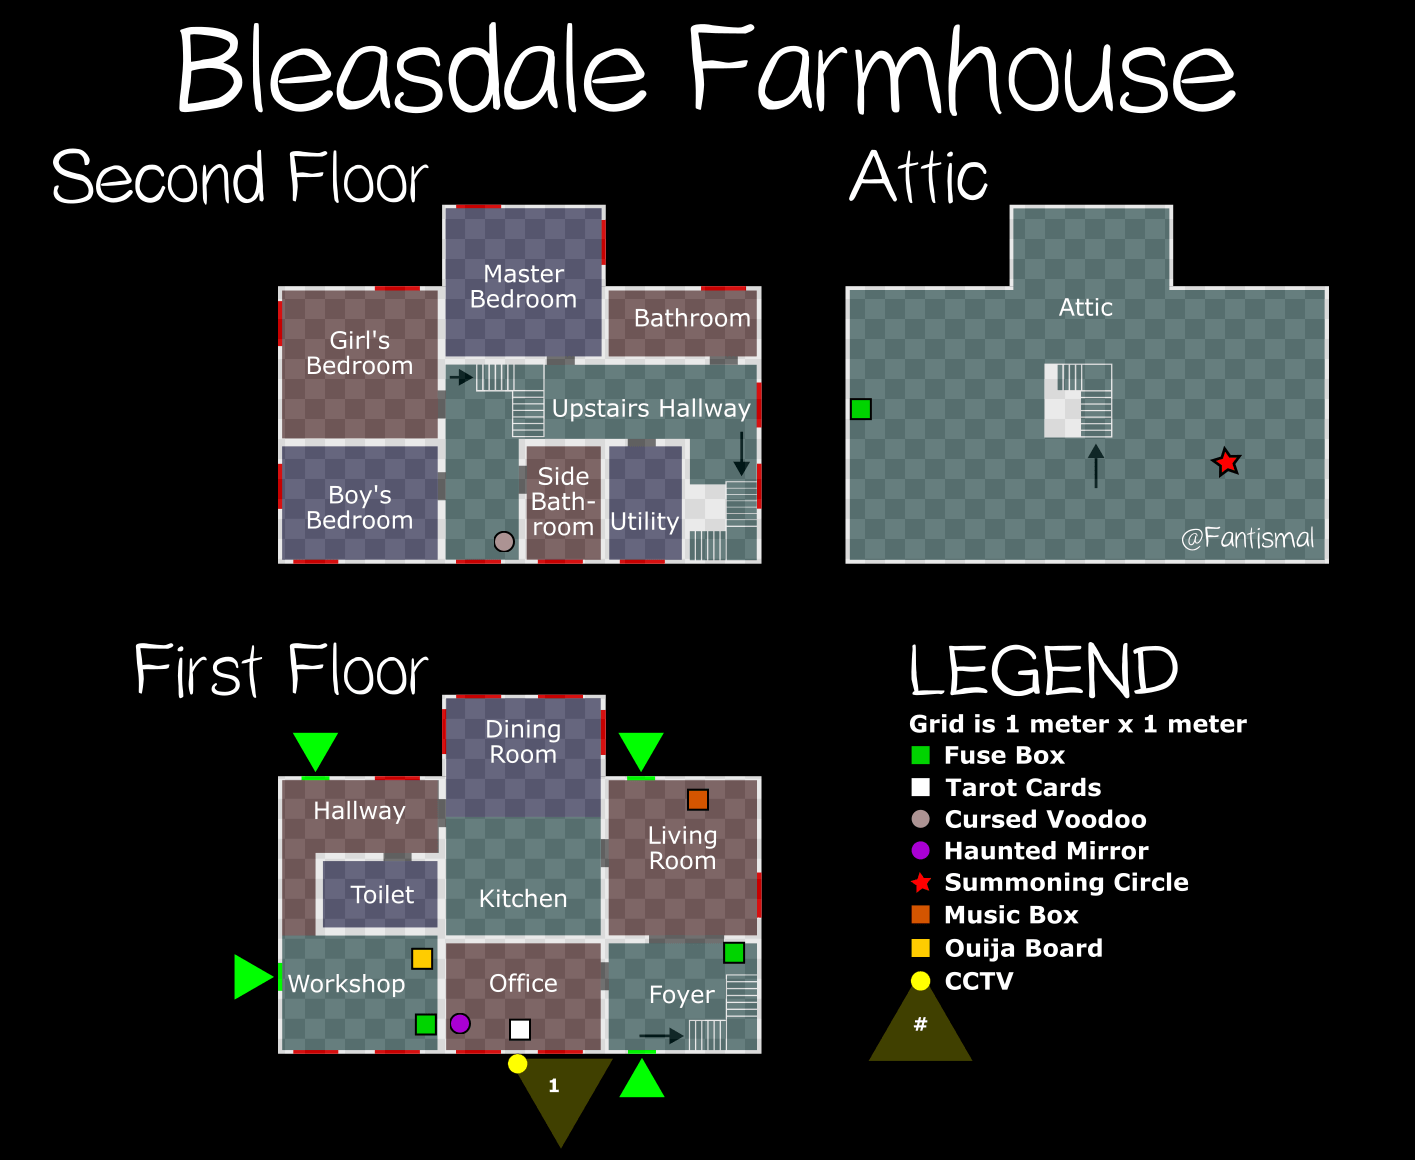 Bleasdale Farmhouse
Second Floor
Attic
Master
Bedroom
Girl's
Bedroom
Bathroom
Upstairs Hallway
Boy's
Bedroom
Side
Bath-
room
Utility
Attic
@Fantismal
First Floor
Dining
Room
Hallway
Living
Room
Toilet
Kitchen
Workshop
Office
Foyer
1
LEGEND
Grid is 1 meter x 1 meter
Fuse Box
Tarot Cards
Cursed Voodoo
Haunted Mirror
Summoning Circle
Music Box
Ouija Board
CCTV
#